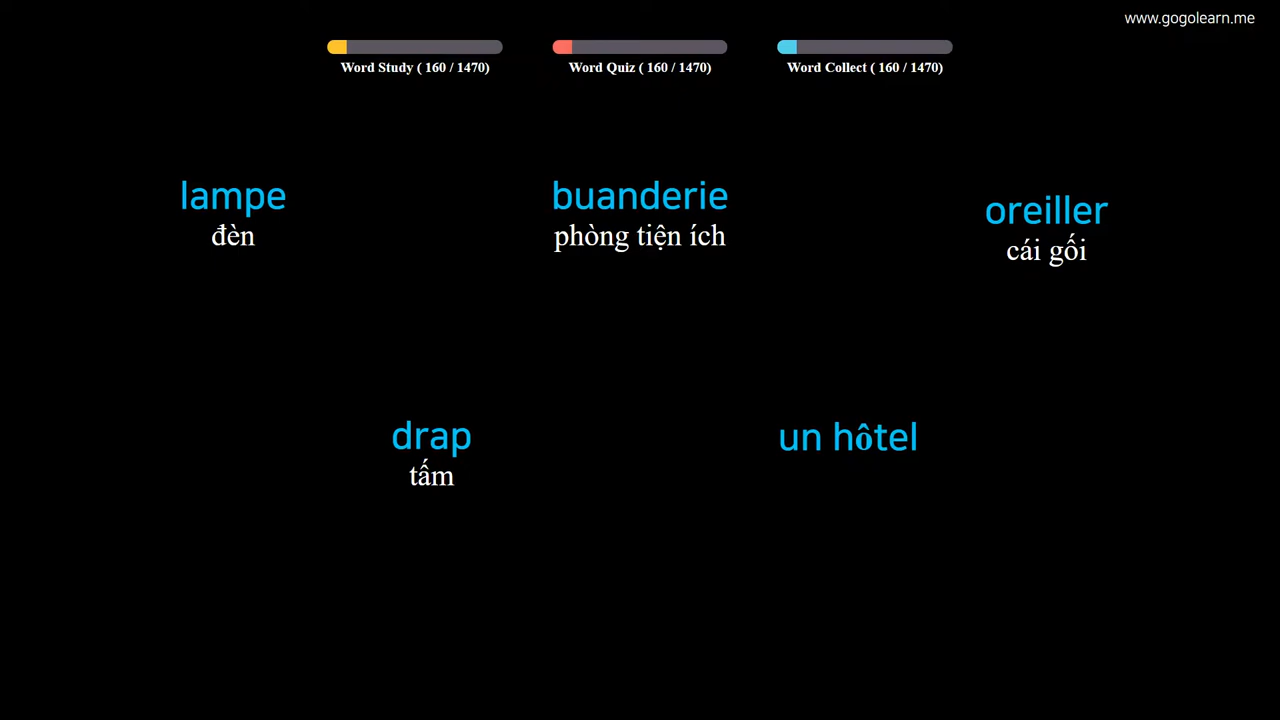 www.gogolearn.me
Word Study ( 160 / 1470)
Word Quiz ( 160 / 1470)
Word Collect ( 160 / 1470)
lampe
đèn
buanderie
phòng tiện ích
oreiller
cái gối
drap
tấm
un hôtel